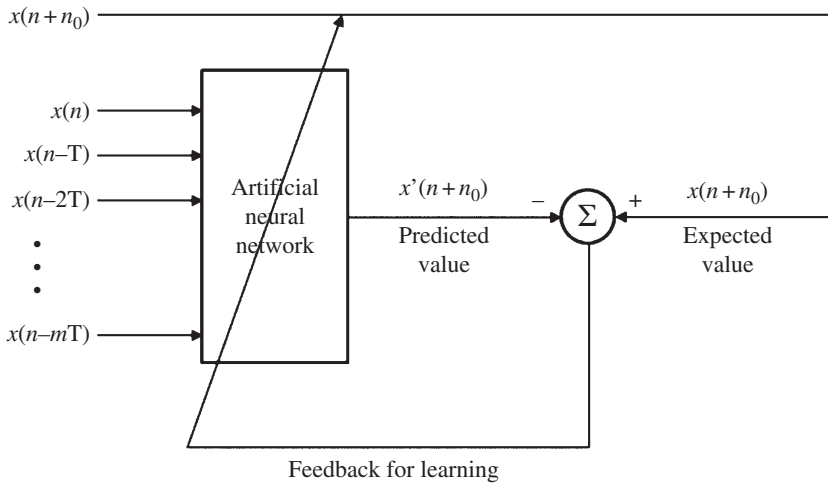 x(n+n₀)
x(n)
x(n–T)
x(n–2T)
x(n–mT)
Artificial
neural
network
x’(n+n₀)
Predicted
value
–
Σ
+
x(n+n₀)
Expected
value
Feedback for learning